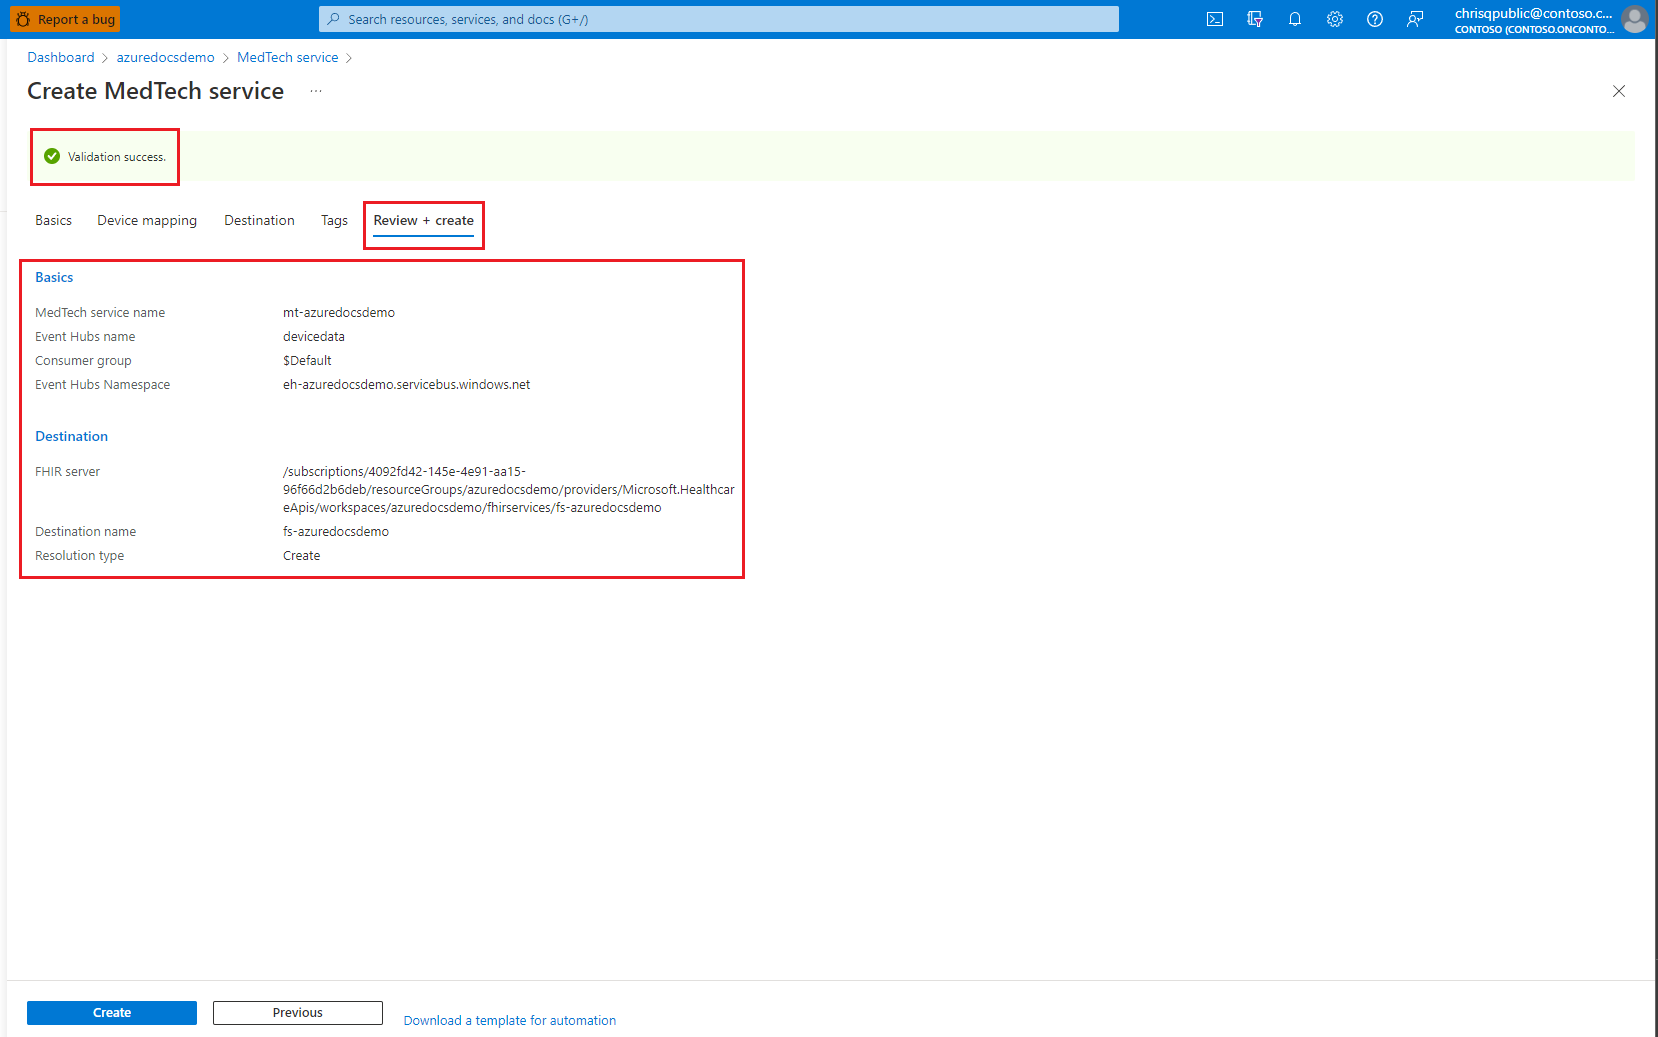 Report a bug
Search resources, services, and docs (G+/)
chrisqpublic@contoso.c...
CONTOSO (CONTOSO.ONCONTO...
Dashboard > azuredocsdemo > MedTech service >
Create MedTech service ...
Validation success.
Basics Device mapping Destination Tags Review + create
Basics
MedTech service name mt-azuredocsdemo
Event Hubs name devicedata
Consumer group $Default
Event Hubs Namespace eh-azuredocsdemo.servicebus.windows.net
Destination
FHIR server /subscriptions/4092fd42-145e-4e91-aa15-
96f66d2b6deb/resourceGroups/azuredocsdemo/providers/Microsoft.Healthcar
eApis/workspaces/azuredocsdemo/fhirservices/fs-azuredocsdemo
Destination name fs-azuredocsdemo
Resolution type Create
Create Previous Download a template for automation